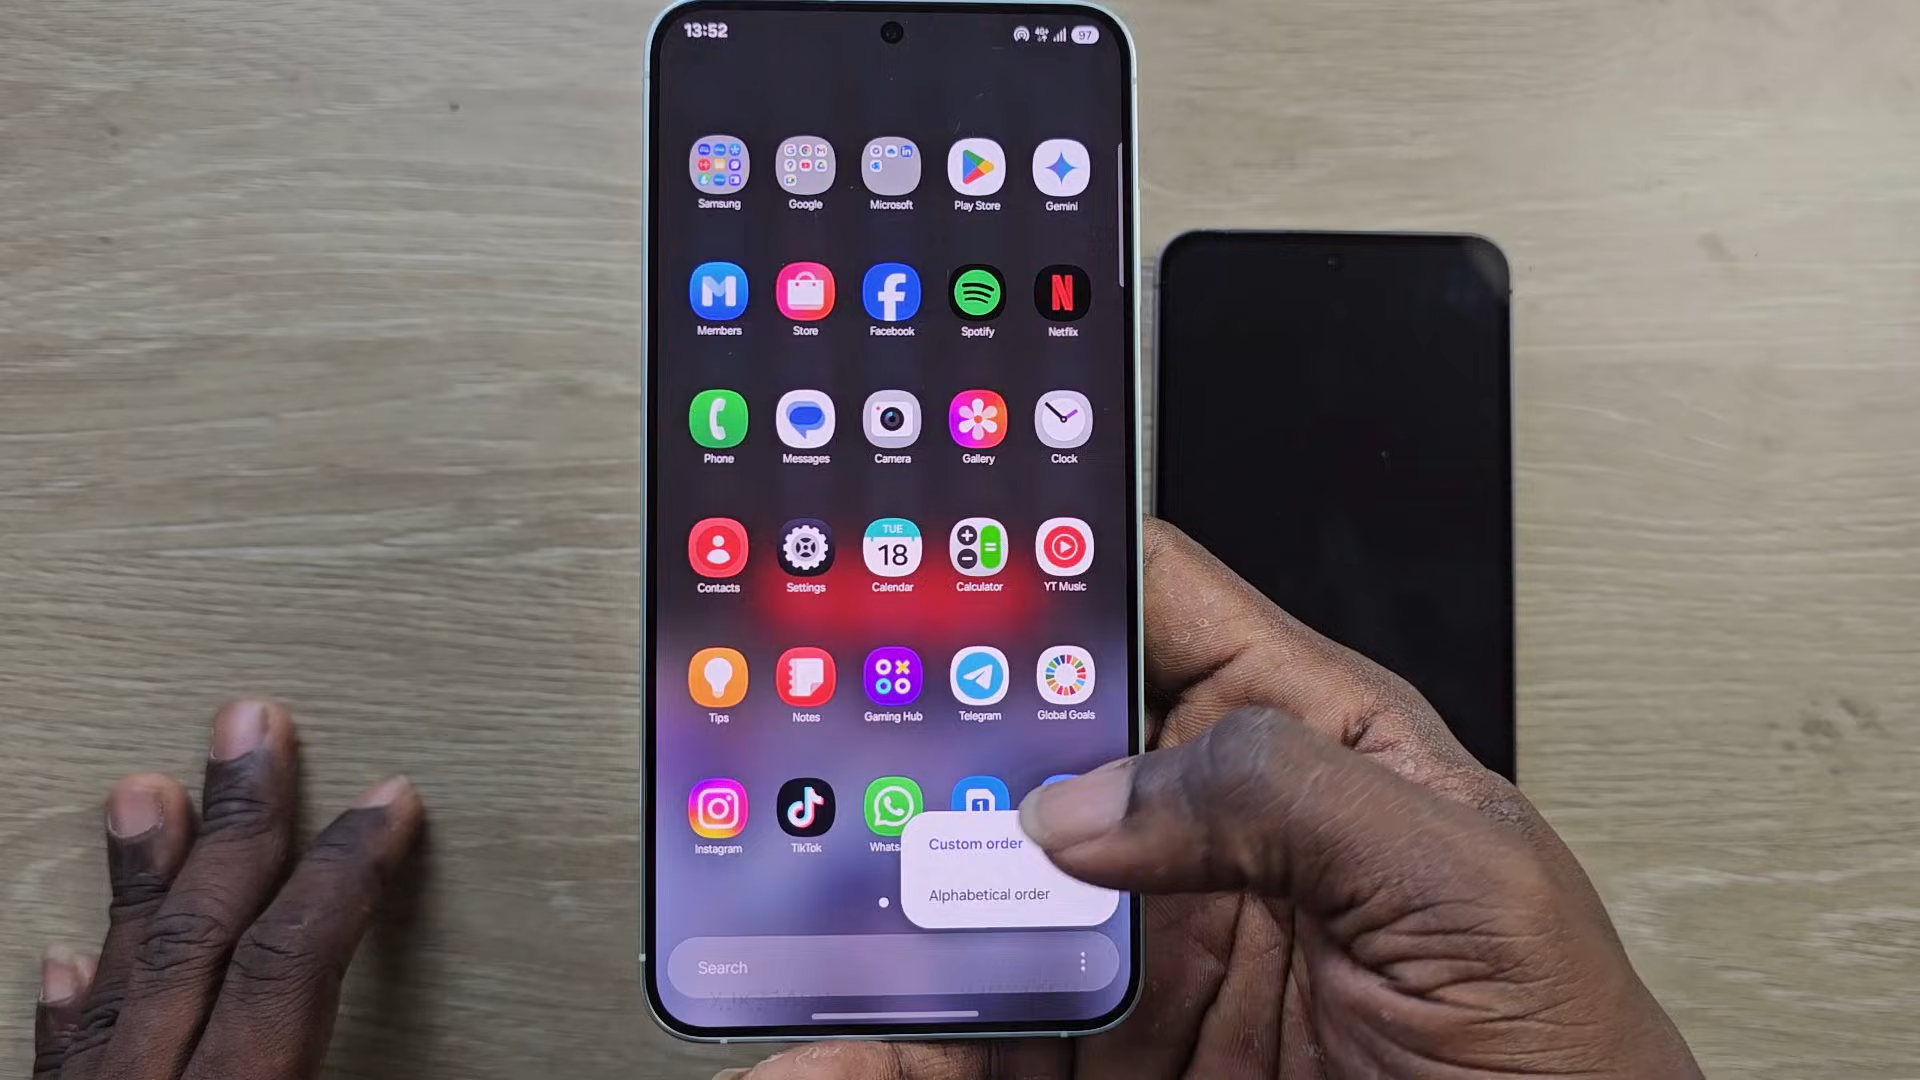 13:52
4G+
97
Samsung
Google
Microsoft
Play Store
Gemini
Members
Store
Facebook
Spotify
Netflix
Phone
Messages
Camera
Gallery
Clock
TUE
18
Contacts
Settings
Calendar
Calculator
YT Music
Tips
Notes
Gaming Hub
Telegram
Global Goals
1
Instagram
TikTok
Whats
Custom order
Alphabetical order
Search